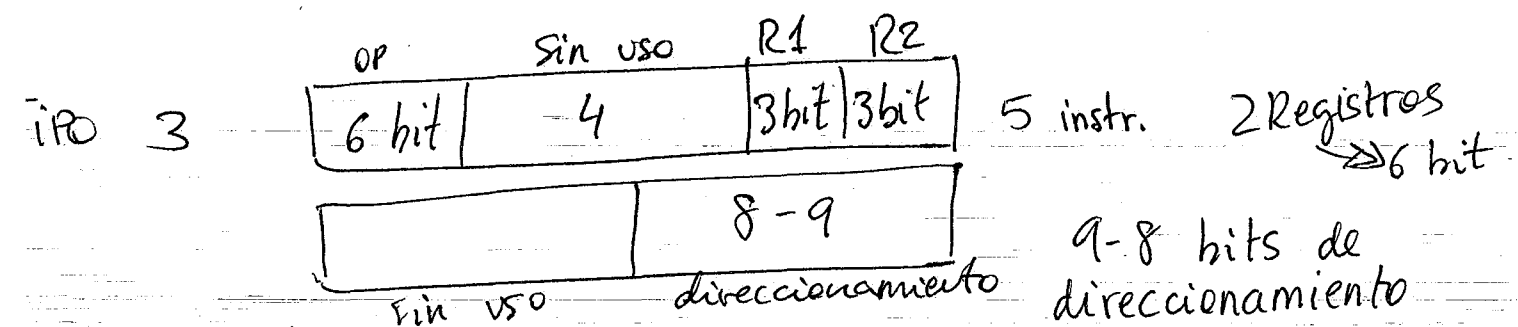 OP Sin uso R1 R2
TIPO 3 6 bit 4 3bit 3bit 5 instr. 2 Registros
6 bit
8-9
9-8 bits de
sin uso direccionamiento direccionamiento